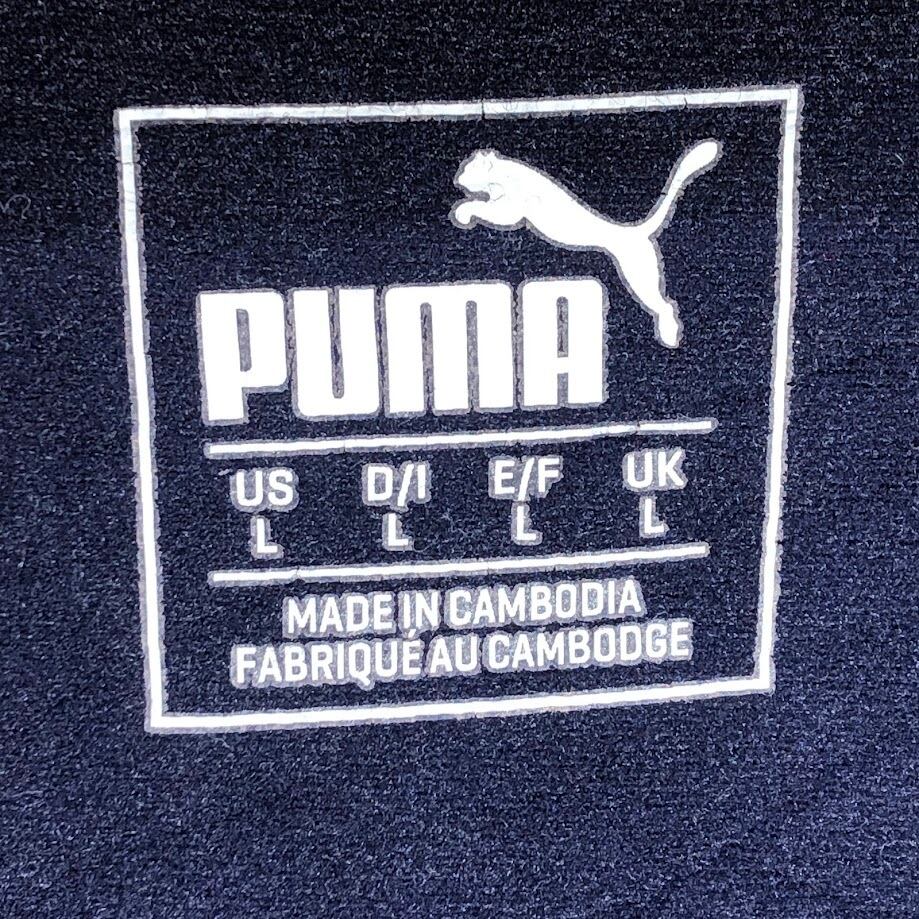 PUMA
US D/I E/F UK
L L L L
MADE IN CAMBODIA
FABRIQUÉ AU CAMBODGE